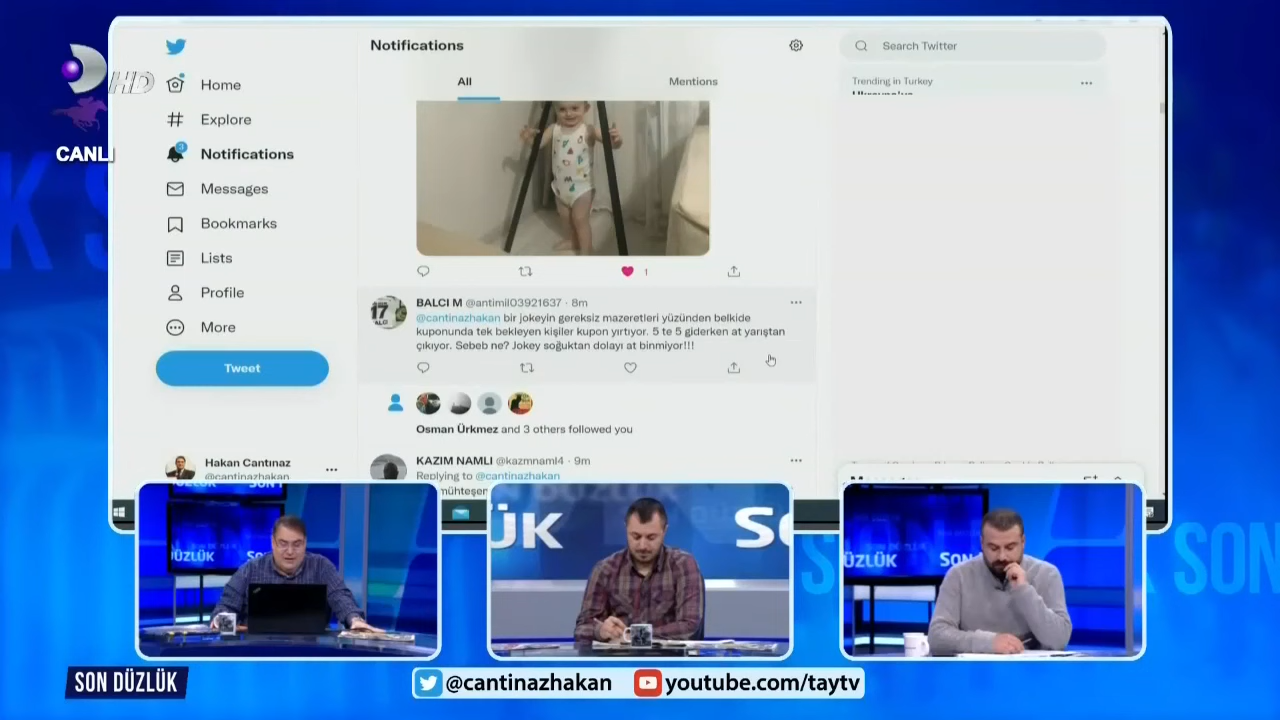 HD
CANLI
Home
Explore
Notifications
Messages
Bookmarks
Lists
Profile
More
Tweet
Hakan Cantınaz
@cantinazhakan
Notifications
All
Mentions
1
BALCI M @antimil03921637 · 8m
@cantinazhakan bir jokeyin gereksiz mazeretleri yüzünden belkide
kuponunda tek bekleyen kişiler kupon yırtıyor. 5 te 5 giderken at yarıştan
çıkıyor. Sebeb ne? Jokey soğuktan dolayı at binmiyor!!!
Osman Ürkmez and 3 others followed you
KAZIM NAMLI @kazmnaml4 · 9m
Replying to @cantinazhakan
Search Twitter
Trending in Turkey
SON DÜZLÜK
@cantinazhakan
youtube.com/taytv